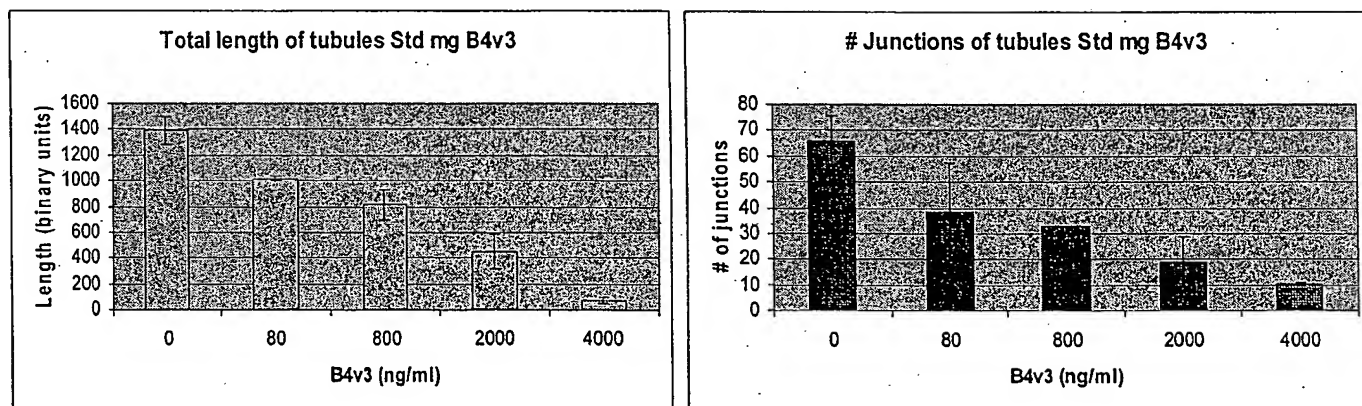 Total length of tubules Std mg B4v3
Length (binary units)
1600
1400
1200
1000
800
600
400
200
0
0 80 800 2000 4000
B4v3 (ng/ml)
# Junctions of tubules Std mg B4v3
# of junctions
80
70
60
50
40
30
20
10
0
0 80 800 2000 4000
B4v3 (ng/ml)